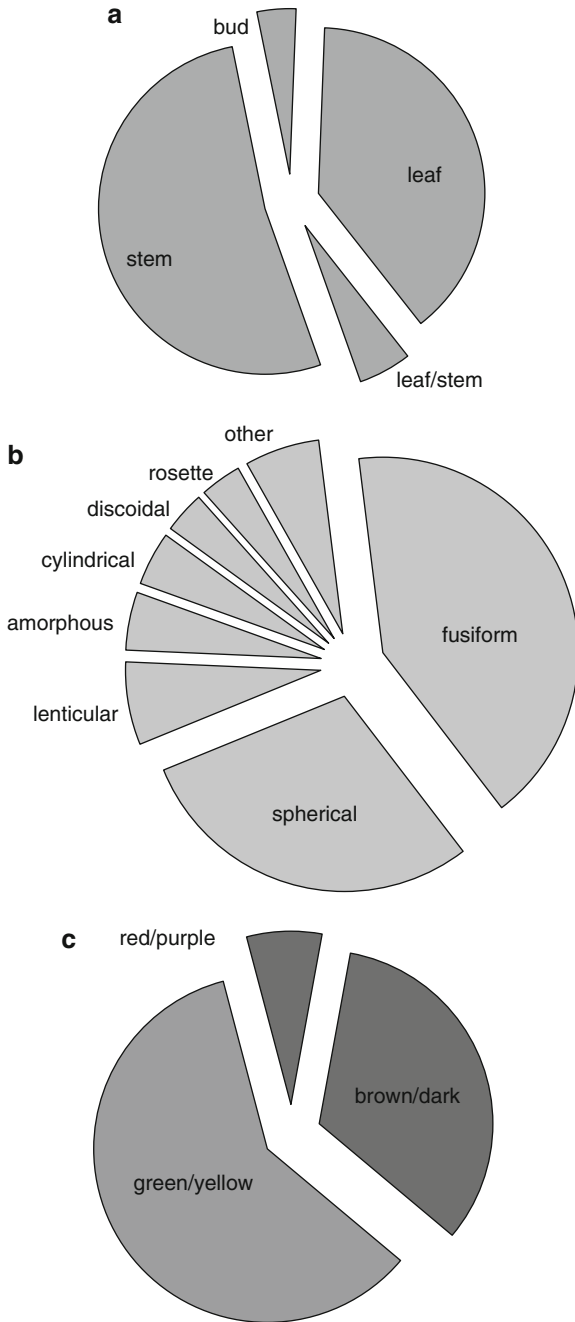 a
bud
leaf
stem
leaf/stem
b
other
rosette
discoidal
cylindrical
amorphous
fusiform
lenticular
spherical
c
red/purple
brown/dark
green/yellow